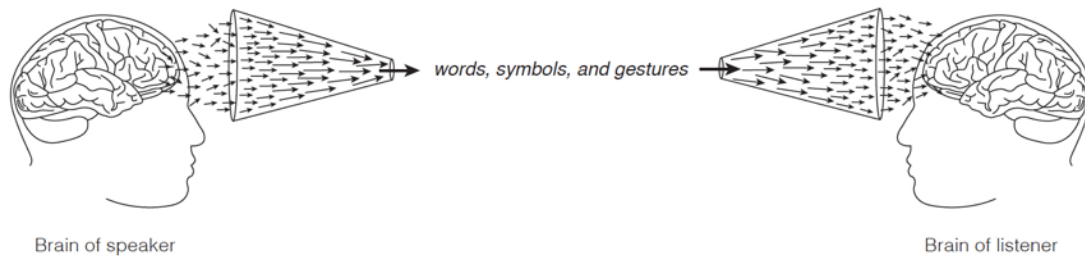 words, symbols, and gestures
Brain of speaker
Brain of listener